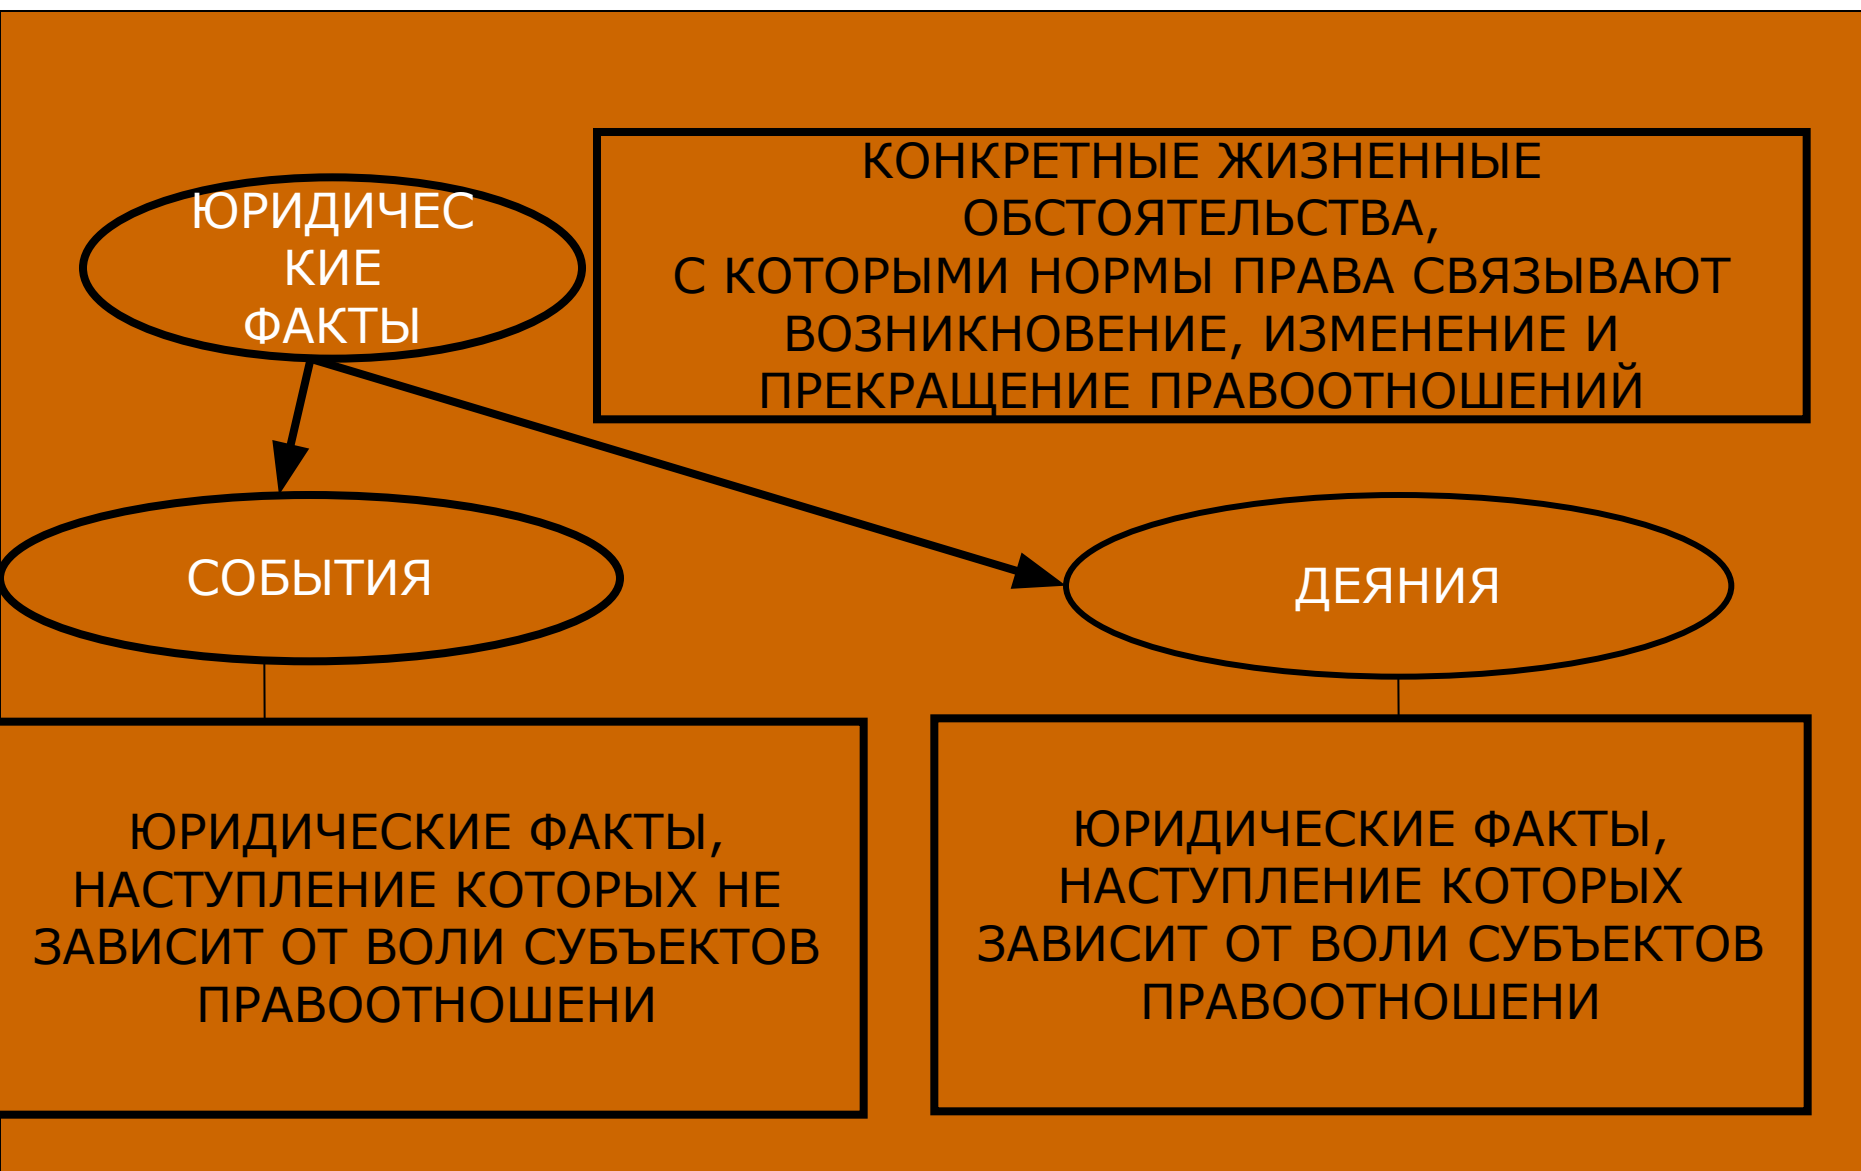 ЮРИДИЧЕС
КИЕ
ФАКТЫ
КОНКРЕТНЫЕ ЖИЗНЕННЫЕ
ОБСТОЯТЕЛЬСТВА,
С КОТОРЫМИ НОРМЫ ПРАВА СВЯЗЫВАЮТ
ВОЗНИКНОВЕНИЕ, ИЗМЕНЕНИЕ И
ПРЕКРАЩЕНИЕ ПРАВООТНОШЕНИЙ
СОБЫТИЯ
ДЕЯНИЯ
ЮРИДИЧЕСКИЕ ФАКТЫ,
НАСТУПЛЕНИЕ КОТОРЫХ НЕ
ЗАВИСИТ ОТ ВОЛИ СУБЪЕКТОВ
ПРАВООТНОШЕНИ
ЮРИДИЧЕСКИЕ ФАКТЫ,
НАСТУПЛЕНИЕ КОТОРЫХ
ЗАВИСИТ ОТ ВОЛИ СУБЪЕКТОВ
ПРАВООТНОШЕНИ